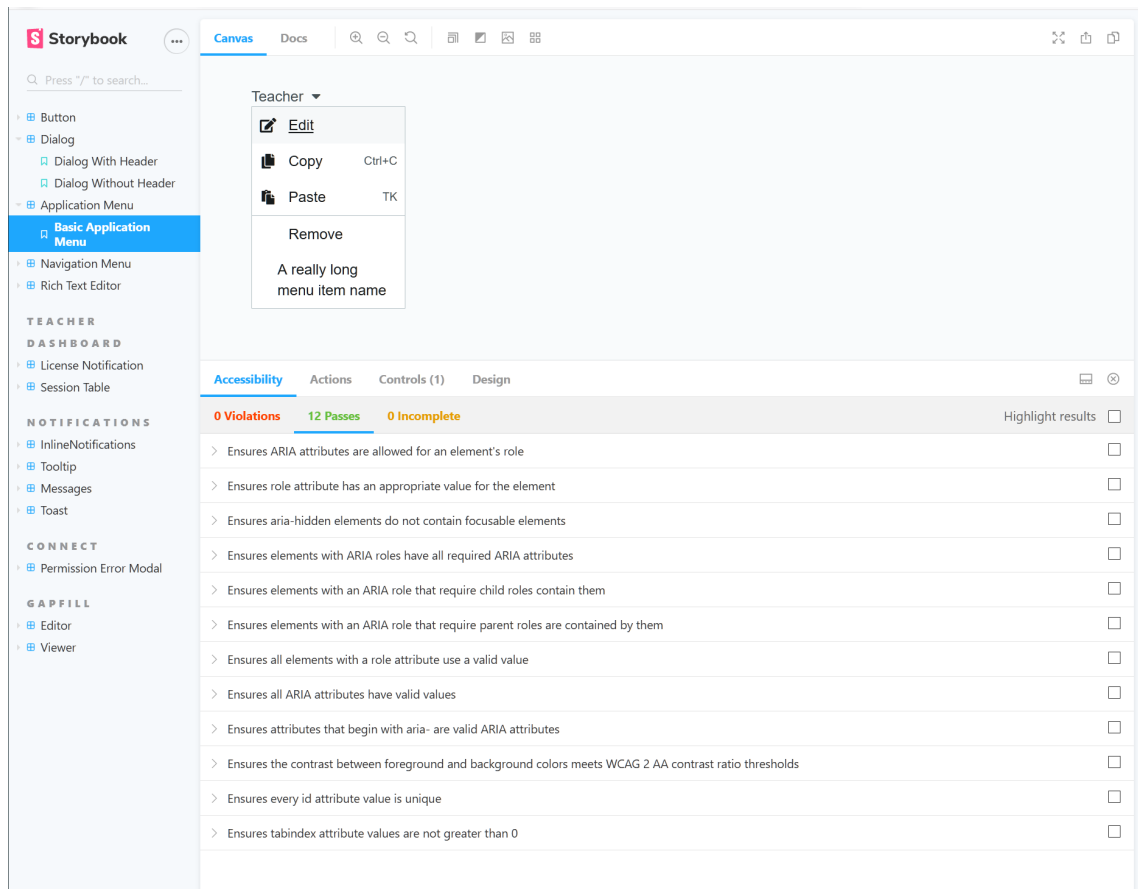 Storybook
Press "/" to search...
Button
Dialog
Dialog With Header
Dialog Without Header
Application Menu
Basic Application
Menu
Navigation Menu
Rich Text Editor
TEACHER
DASHBOARD
License Notification
Session Table
NOTIFICATIONS
InlineNotifications
Tooltip
Messages
Toast
CONNECT
Permission Error Modal
GAPFILL
Editor
Viewer
Canvas Docs
Teacher
Edit
Copy Ctrl+C
Paste TK
Remove
A really long
menu item name
Accessibility Actions Controls (1) Design
0 Violations 12 Passes 0 Incomplete Highlight results
Ensures ARIA attributes are allowed for an element's role
Ensures role attribute has an appropriate value for the element
Ensures aria-hidden elements do not contain focusable elements
Ensures elements with ARIA roles have all required ARIA attributes
Ensures elements with an ARIA role that require child roles contain them
Ensures elements with an ARIA role that require parent roles are contained by them
Ensures all elements with a role attribute use a valid value
Ensures all ARIA attributes have valid values
Ensures attributes that begin with aria- are valid ARIA attributes
Ensures the contrast between foreground and background colors meets WCAG 2 AA contrast ratio thresholds
Ensures every id attribute value is unique
Ensures tabindex attribute values are not greater than 0